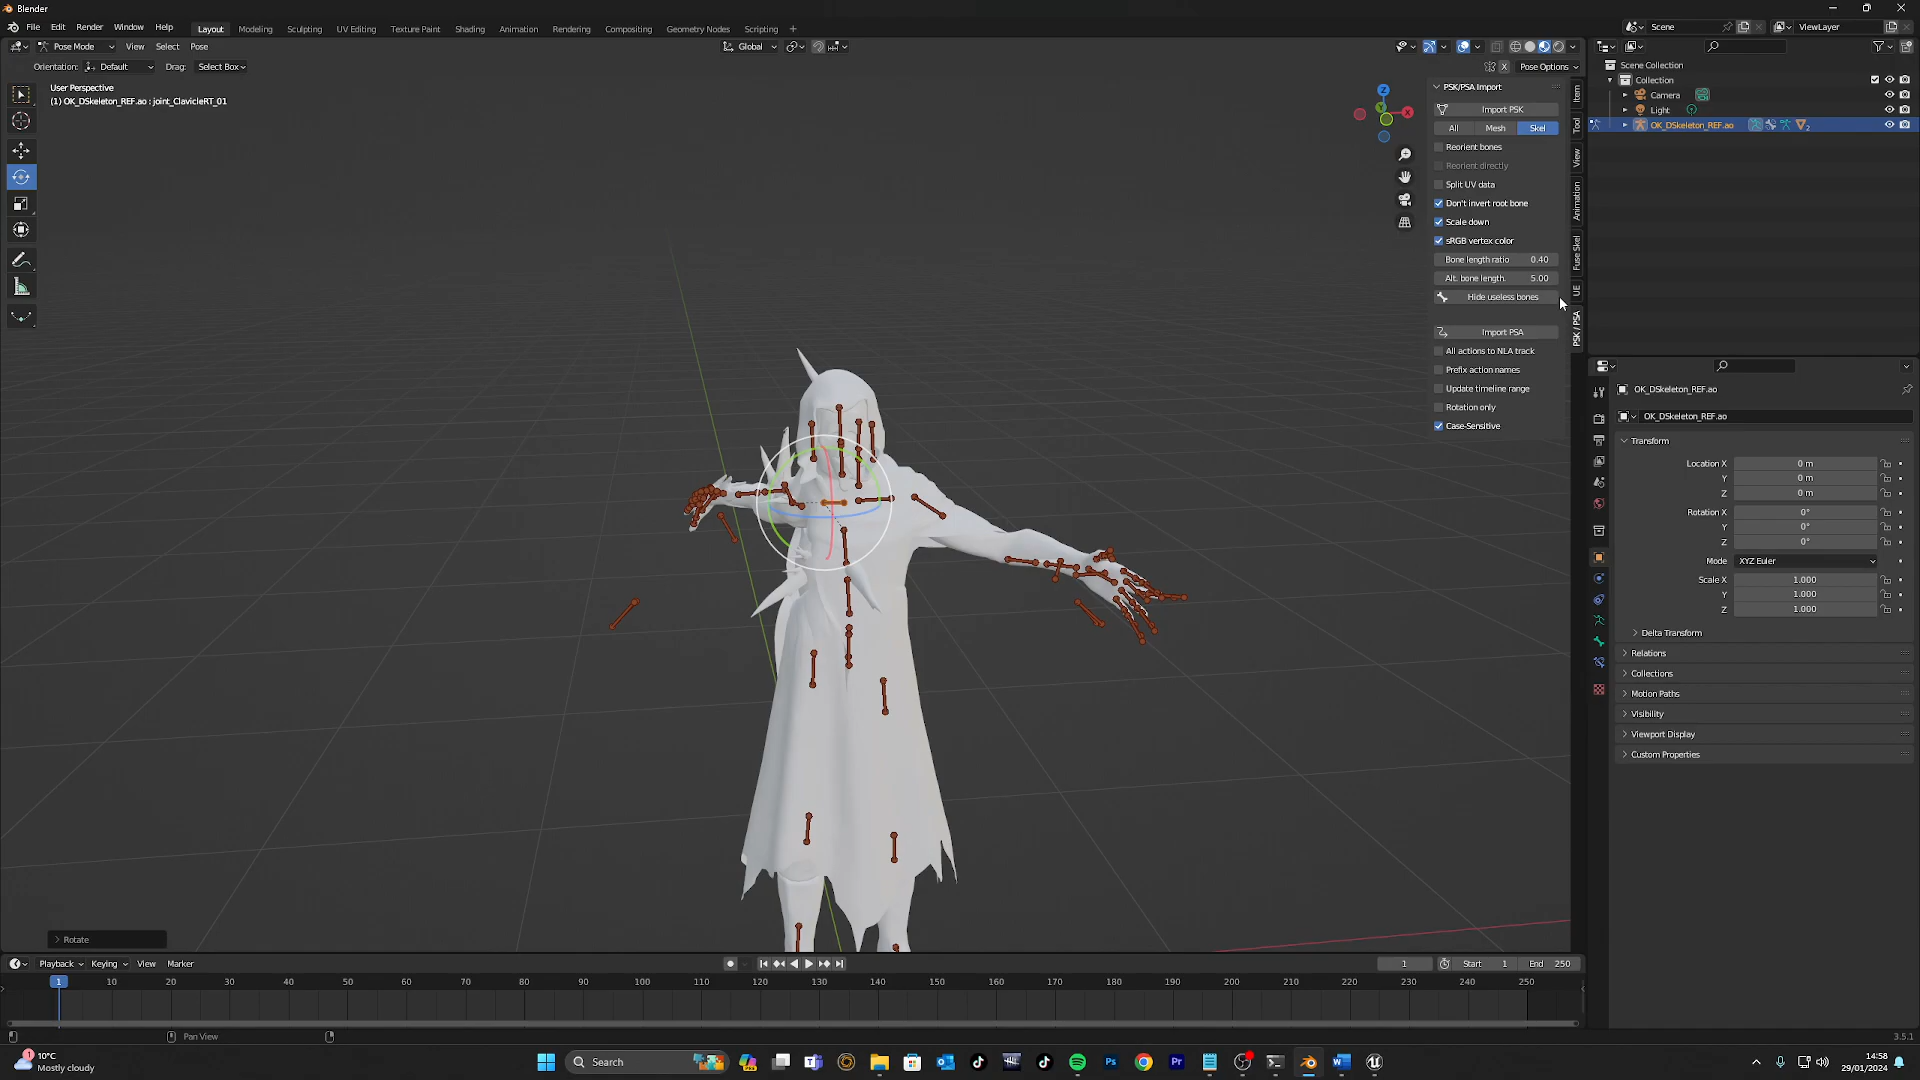 Blender
File Edit Render Window Help Layout Modeling Sculpting UV Editing Texture Paint Shading Animation Rendering Compositing Geometry Nodes Scripting + Scene ViewLayer
Pose Mode View Select Pose Global
Orientation: Default Drag: Select Box X Pose Options
User Perspective
(1) OK_DSkeleton_REF.ao : joint_ClavicleRT_01
Z
X
Y
PSK/PSA Import
Import PSK
All Mesh Skel
Reorient bones
Reorient directly
Split UV data
Don't invert root bone
Scale down
sRGB vertex color
Bone length ratio 0.40
Alt. bone length. 5.00
Hide useless bones
Import PSA
All actions to NLA track
Prefix action names
Update timeline range
Rotation only
Case-Sensitive
Item
Tool
View
Animation
Fuse Skel
UE
PSK / PSA
Scene Collection
Collection
Camera
Light
OK_DSkeleton_REF.ao 2
OK_DSkeleton_REF.ao
OK_DSkeleton_REF.ao
Transform
Location X 0 m
Y 0 m
Z 0 m
Rotation X 0°
Y 0°
Z 0°
Mode XYZ Euler
Scale X 1.000
Y 1.000
Z 1.000
Delta Transform
Relations
Collections
Motion Paths
Visibility
Viewport Display
Custom Properties
Rotate
Playback Keying View Marker 1 Start 1 End 250
1 10 20 30 40 50 60 70 80 90 100 110 120 130 140 150 160 170 180 190 200 210 220 230 240 250
Pan View 3.5.1
1
10°C
Mostly cloudy
Search
14:58
29/01/2024